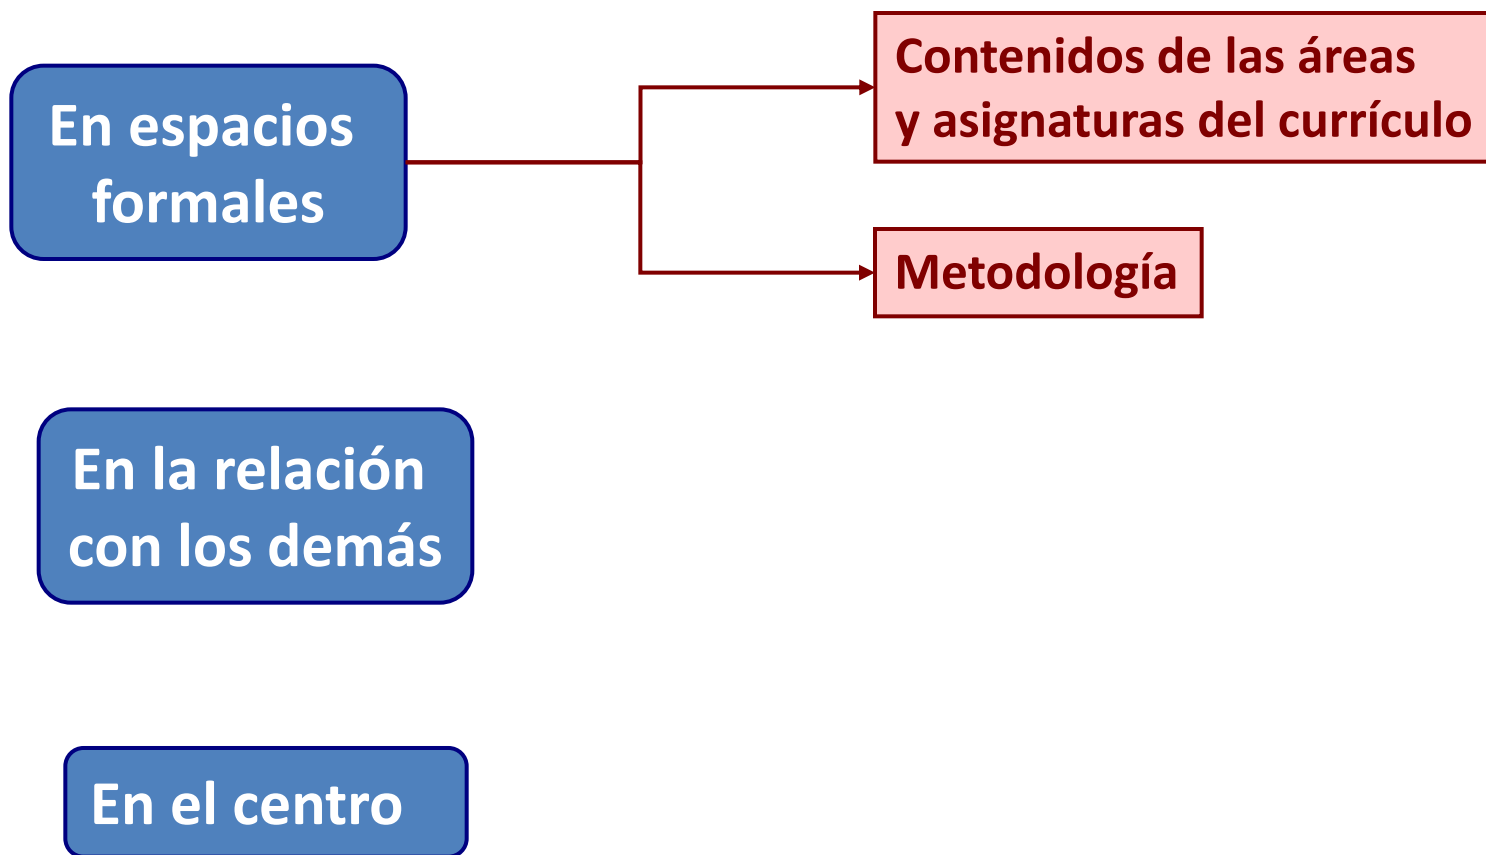 En espacios
formales
Contenidos de las áreas
y asignaturas del currículo
Metodología
En la relación
con los demás
En el centro